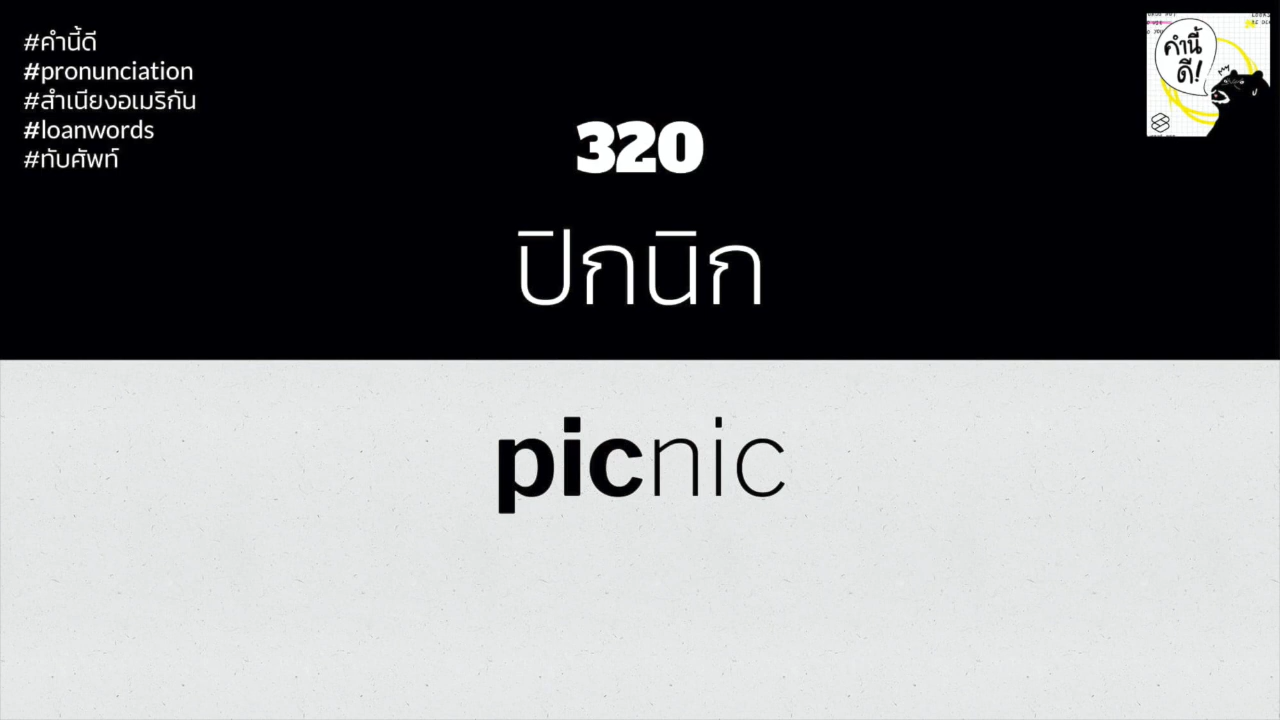 #คำนี้ดี
#pronunciation
#สำเนียงอเมริกัน
#loanwords
#ทับศัพท์
คำนี้
ดี!
320
ปิกนิก
picnic